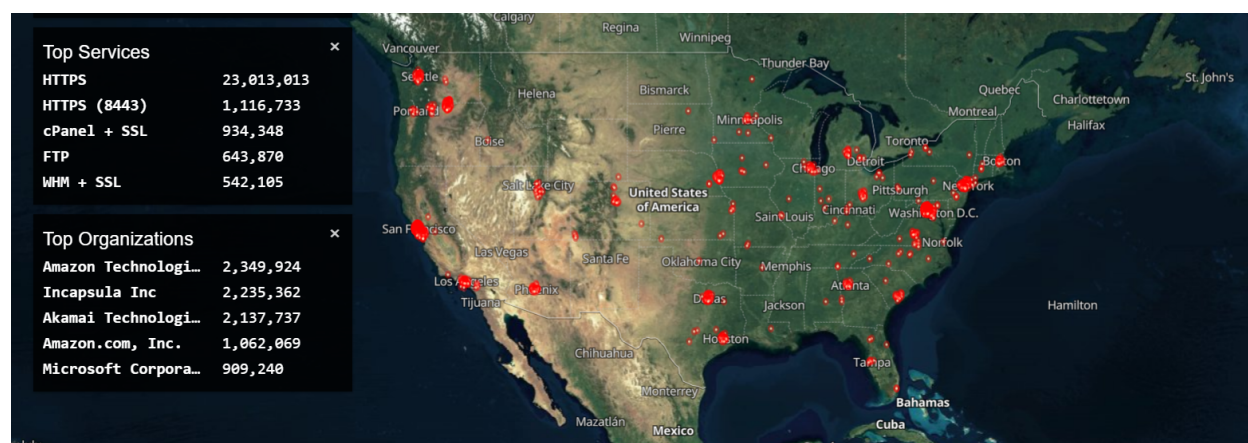 Top Services ×
HTTPS 23,013,013
HTTPS (8443) 1,116,733
cPanel + SSL 934,348
FTP 643,870
WHM + SSL 542,105
Top Organizations ×
Amazon Technologi… 2,349,924
Incapsula Inc 2,235,362
Akamai Technologi… 2,137,737
Amazon.com, Inc. 1,062,069
Microsoft Corpora… 909,240
Calgary
Regina
Vancouver
Winnipeg
Seattle
Thunder Bay
St. John's
Helena
Bismarck
Quebec
Charlottetown
Portland
Minneapolis
Montreal
Halifax
Pierre
Boise
Toronto
Chicago
Detroit
Boston
Salt Lake City
United States
of America
Pittsburgh
New York
Saint Louis
Cincinnati
Washington D.C.
San Francisco
Norfolk
Las Vegas
Santa Fe
Oklahoma City
Memphis
Los Angeles
Phoenix
Atlanta
Tijuana
Dallas
Jackson
Hamilton
Houston
Chihuahua
Tampa
Monterrey
Bahamas
Mazatlán
Mexico
Cuba